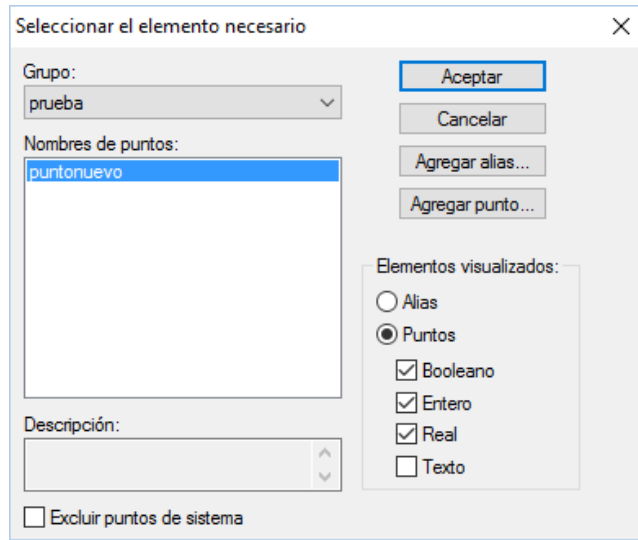 Seleccionar el elemento necesario
Grupo:
prueba
Nombres de puntos:
puntonuevo
Descripción:
Excluir puntos de sistema
Aceptar
Cancelar
Agregar alias...
Agregar punto...
Elementos visualizados:
Alias
Puntos
Booleano
Entero
Real
Texto